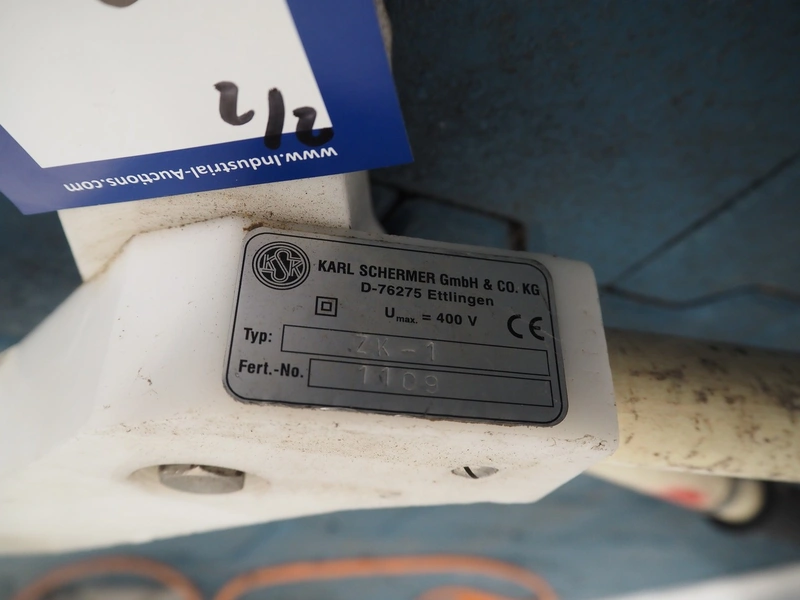 2/2
www.Industrial-Auctions.com
KSK
KARL SCHERMER GmbH & CO. KG
D-76275 Ettlingen
Umax. = 400 V
CE
Typ: ZK-1
Fert.-No. 1109